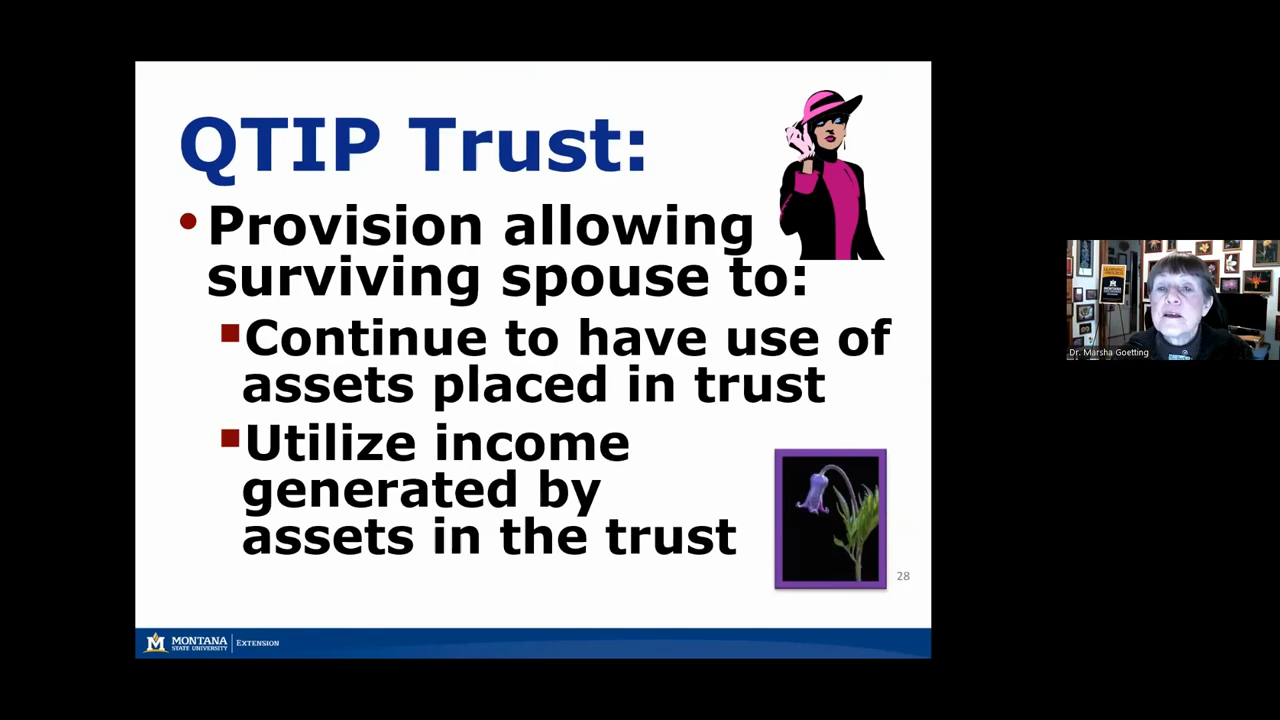 QTIP Trust:
• Provision allowing
surviving spouse to:
▪Continue to have use of
assets placed in trust
▪Utilize income
generated by
assets in the trust
28
M MONTANA
STATE UNIVERSITY
EXTENSION
MONTANA
Dr. Marsha Goetting